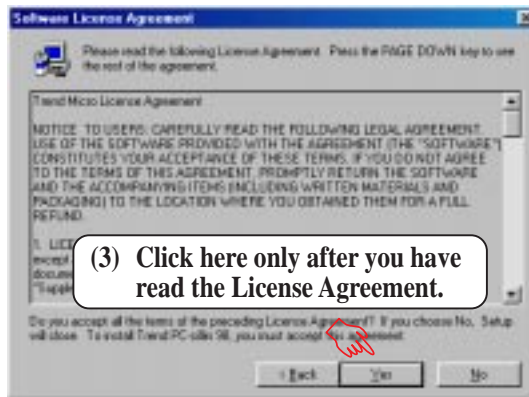 Software License Agreement
Please read the following License Agreement. Press the PAGE DOWN key to see
the rest of the agreement.
Trend Micro License Agreement
NOTICE TO USERS: CAREFULLY READ THE FOLLOWING LEGAL AGREEMENT.
USE OF THE SOFTWARE PROVIDED WITH THE AGREEMENT (THE "SOFTWARE")
CONSTITUTES YOUR ACCEPTANCE OF THESE TERMS. IF YOU DO NOT AGREE
TO THE TERMS OF THIS AGREEMENT, PROMPTLY RETURN THE SOFTWARE
AND THE ACCOMPANYING ITEMS (INCLUDING WRITTEN MATERIALS AND
PACKAGING) TO THE LOCATION WHERE YOU OBTAINED THEM FOR A FULL
REFUND.
1. LICE
except
docume
"Supple
(3) Click here only after you have
read the License Agreement.
Do you accept all the terms of the preceding License Agreement? If you choose No, Setup
will close. To install Trend PC-cillin 98, you must accept this agreement.
< Back
Yes
No